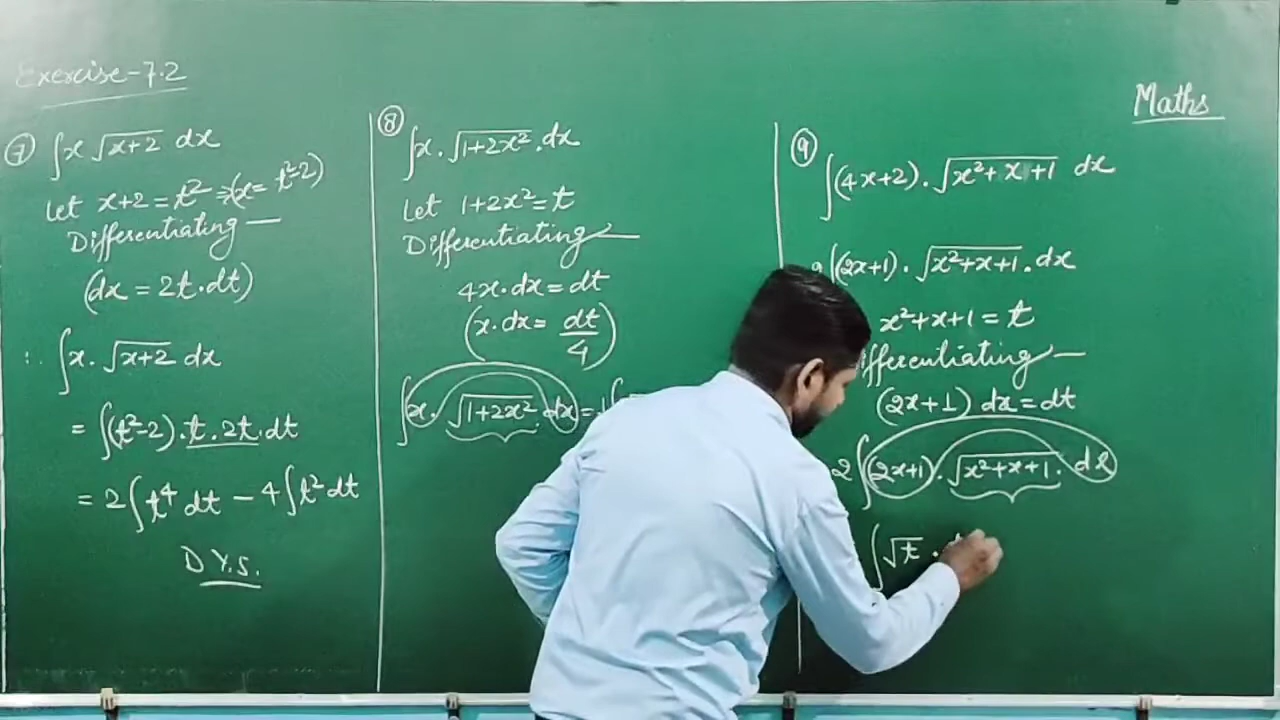 Exercise-7.2
Maths
⑦ ∫x √(x+2) dx
Let x+2 = t² ⇒ (x = t²-2)
Differentiating —
(dx = 2t·dt)
∴ ∫x·√(x+2) dx
= ∫(t²-2)·t·2t·dt
= 2∫t⁴ dt - 4∫t² dt
D.Y.S.
⑧ ∫x·√(1+2x²)·dx
Let 1+2x² = t
Differentiating —
4x·dx = dt
(x·dx = dt/4)
∫x·√(1+2x²) dx =
⑨ ∫(4x+2)·√(x²+x+1) dx
2∫(2x+1)·√(x²+x+1)·dx
x²+x+1 = t
ifferentiating —
(2x+1) dx = dt
2∫(2x+1)·√(x²+x+1)·dx
∫√t ·